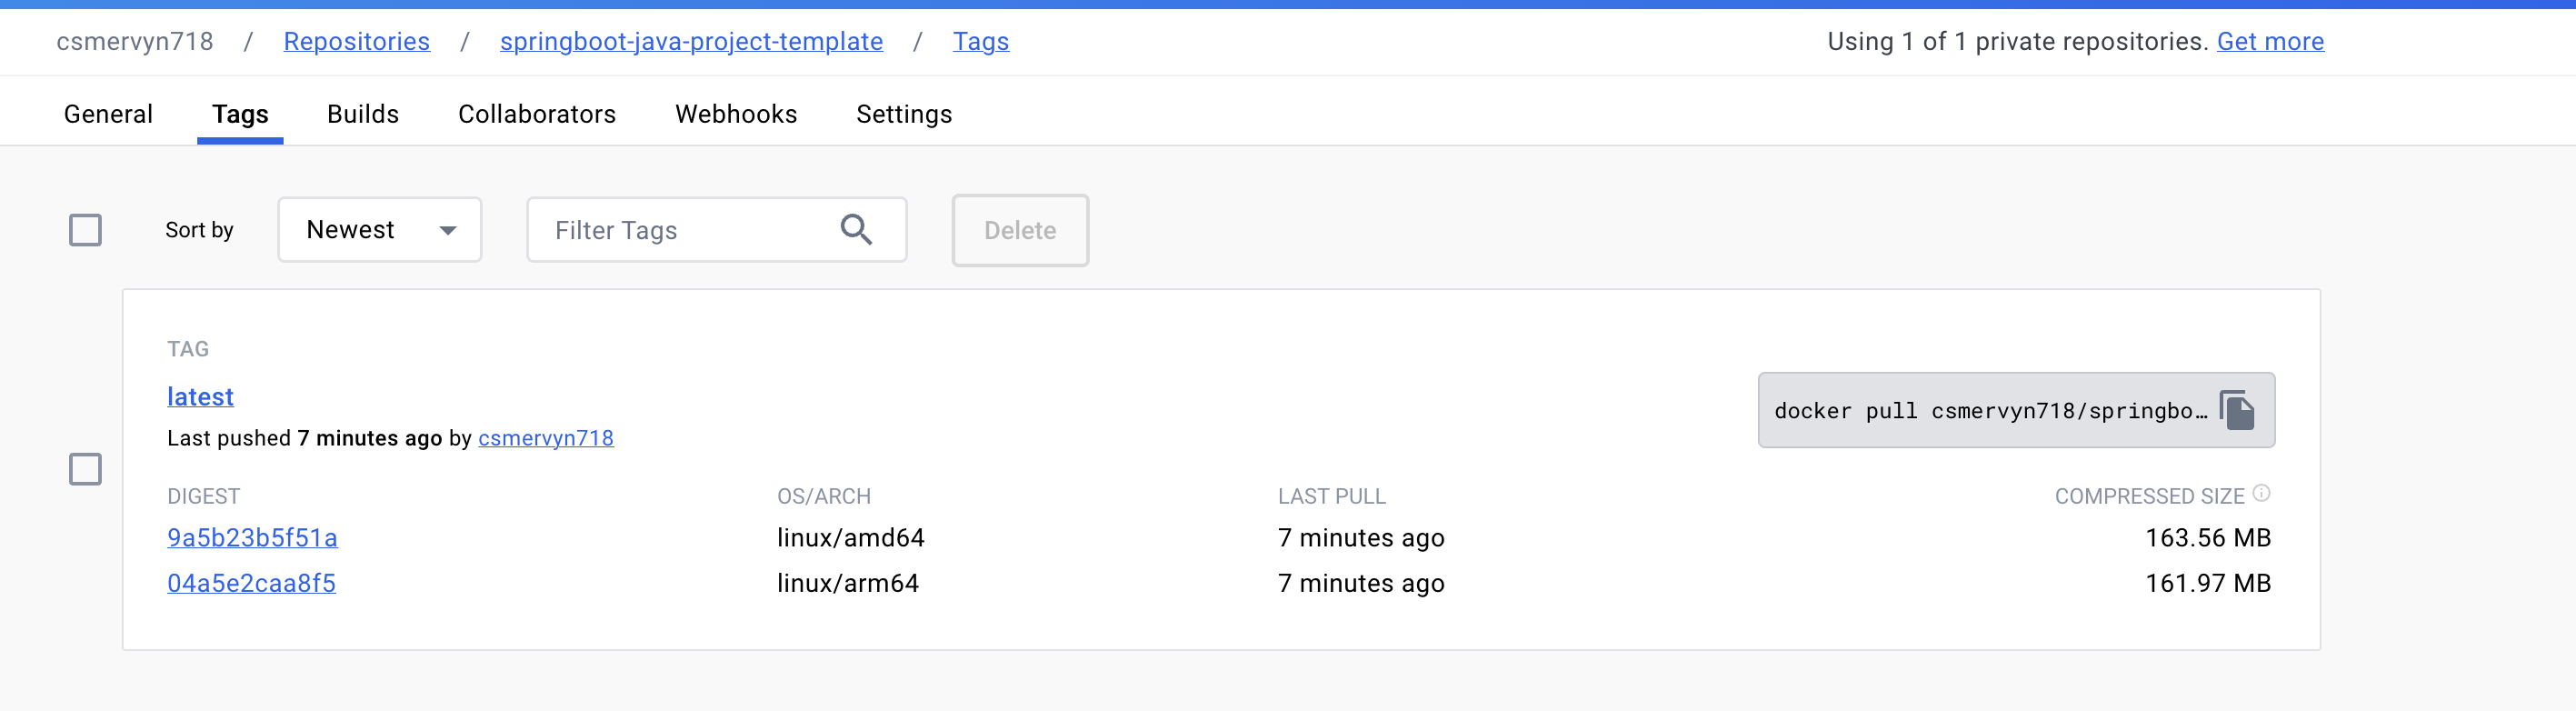 csmervyn718 / Repositories / springboot-java-project-template / Tags Using 1 of 1 private repositories. Get more
General Tags Builds Collaborators Webhooks Settings
Sort by Newest Filter Tags Delete
TAG
latest
docker pull csmervyn718/springbo…
Last pushed 7 minutes ago by csmervyn718
DIGEST OS/ARCH LAST PULL COMPRESSED SIZE
9a5b23b5f51a linux/amd64 7 minutes ago 163.56 MB
04a5e2caa8f5 linux/arm64 7 minutes ago 161.97 MB